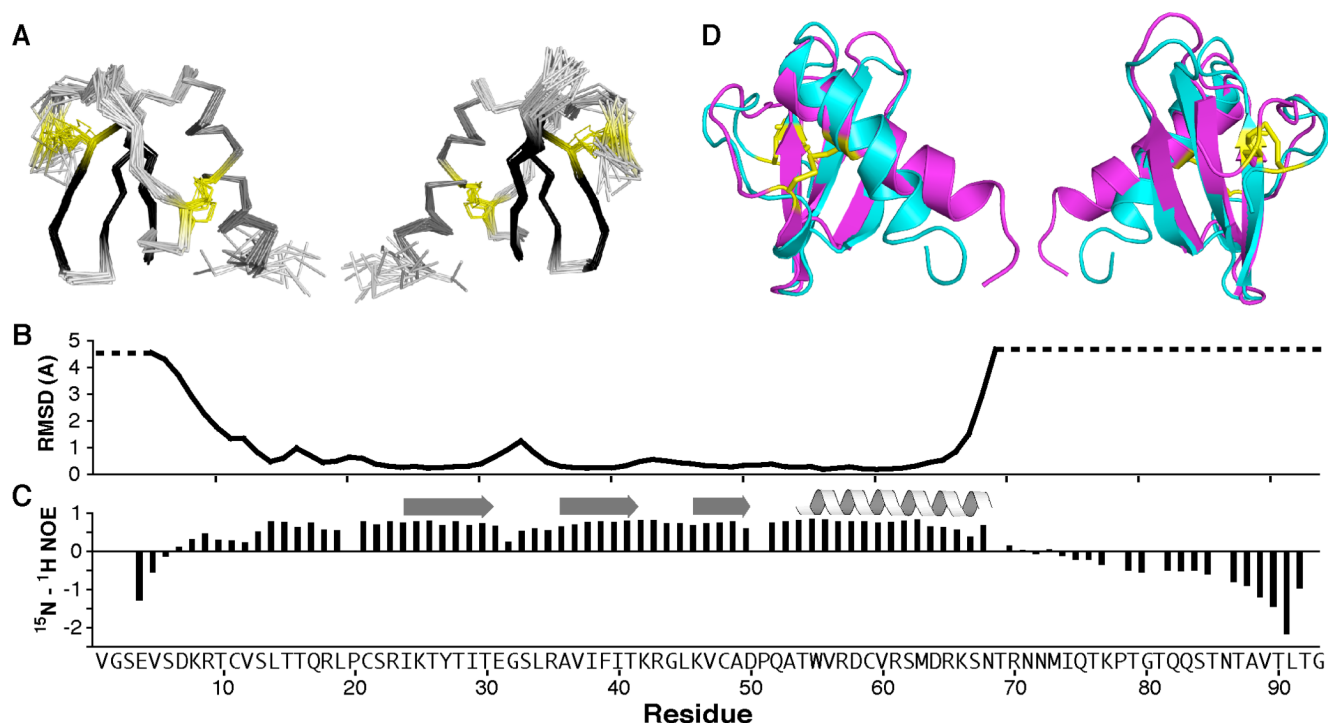 A
D
B
5
4
3
2
1
0
RMSD (A)
C
1
0
-1
-2
15N - 1H NOE
VGSEVSDKRTCVSLTTQRLPCSRIKTYTITEGSLRAVIFITKRGLKVCADPQATWVRDCVRSMDRKSNTRNNMIQTKPTGTQQSTNTAVTLTG
10 20 30 40 50 60 70 80 90
Residue